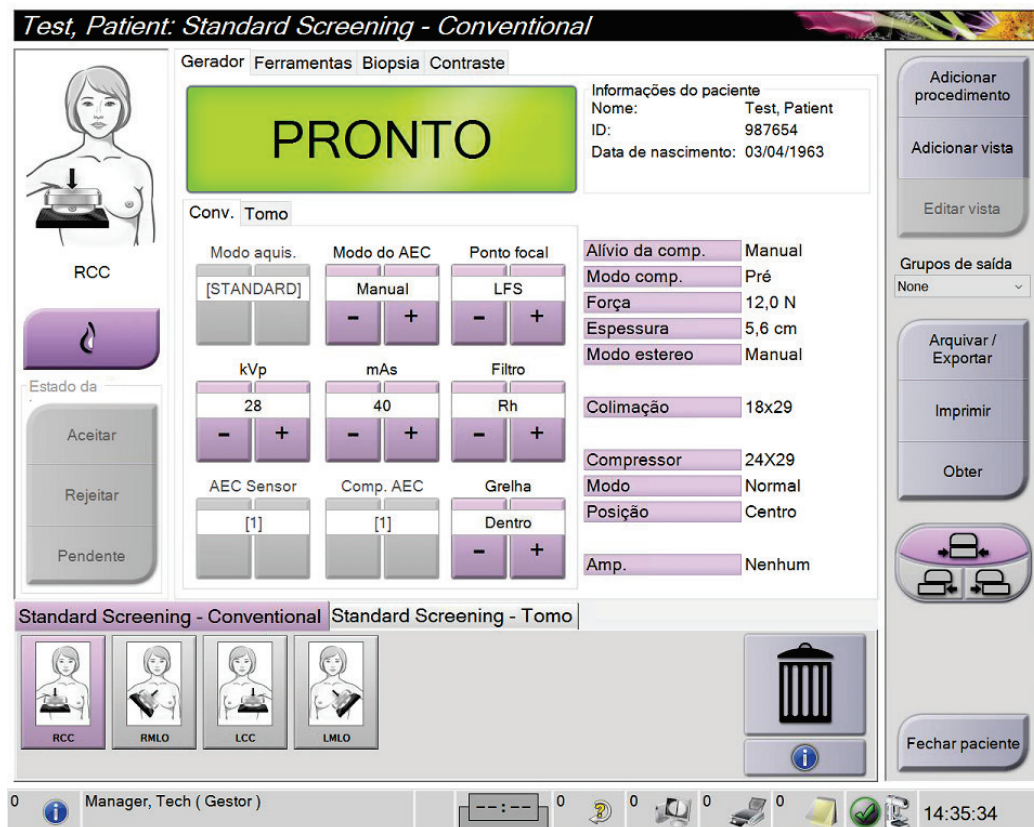 Test, Patient: Standard Screening - Conventional
RCC
Estado da
Aceitar
Rejeitar
Pendente
Gerador Ferramentas Biopsia Contraste
PRONTO
Informações do paciente
Nome: Test, Patient
ID: 987654
Data de nascimento: 03/04/1963
Conv. Tomo
Modo aquis. Modo do AEC Ponto focal
[STANDARD] Manual LFS
- + - +
kVp mAs Filtro
28 40 Rh
- + - + - +
AEC Sensor Comp. AEC Grelha
[1] [1] Dentro
- +
Alívio da comp. Manual
Modo comp. Pré
Força 12,0 N
Espessura 5,6 cm
Modo estereo Manual
Colimação 18x29
Compressor 24X29
Modo Normal
Posição Centro
Amp. Nenhum
Adicionar
procedimento
Adicionar vista
Editar vista
Grupos de saída
None
Arquivar /
Exportar
Imprimir
Obter
Fechar paciente
Standard Screening - Conventional Standard Screening - Tomo
RCC RMLO LCC LMLO
0 Manager, Tech ( Gestor ) --:-- 0 0 0 0 14:35:34